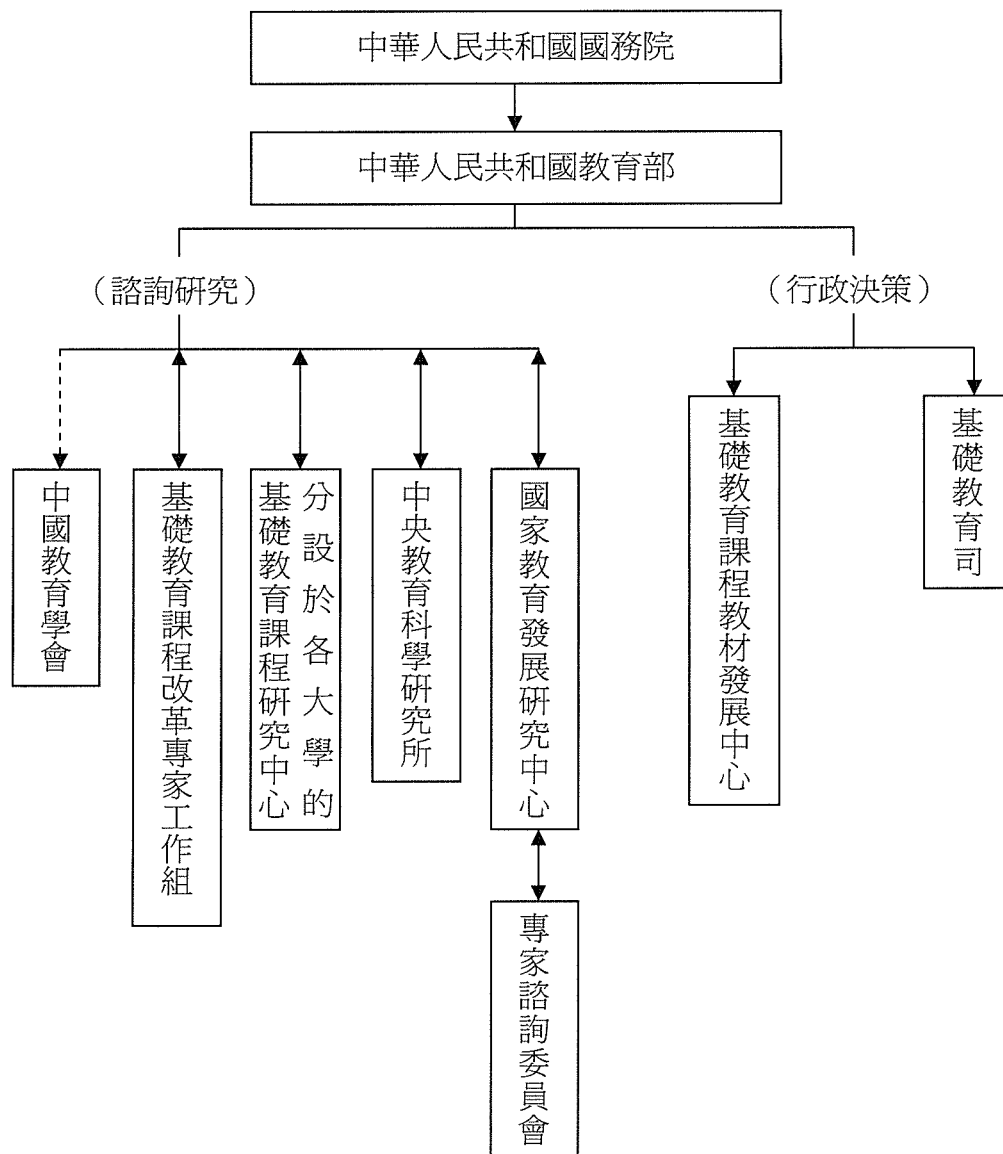 中華人民共和國國務院
中華人民共和國教育部
（諮詢研究）
（行政決策）
中國教育學會
基礎教育課程改革專家工作組
分設於各大學的
基礎教育課程研究中心
中央教育科學研究所
國家教育發展研究中心
基礎教育課程教材發展中心
基礎教育司
專家諮詢委員會